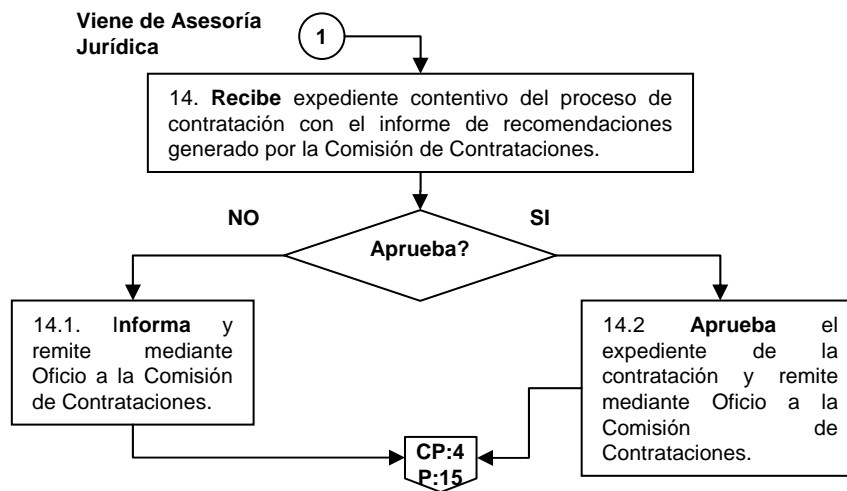 Viene de Asesoría
Jurídica
1
14. Recibe expediente contentivo del proceso de
contratación con el informe de recomendaciones
generado por la Comisión de Contrataciones.
NO
SI
Aprueba?
14.1. Informa y
remite mediante
Oficio a la Comisión
de Contrataciones.
14.2 Aprueba el
expediente de la
contratación y remite
mediante Oficio a la
Comisión de
Contrataciones.
CP:4
P:15